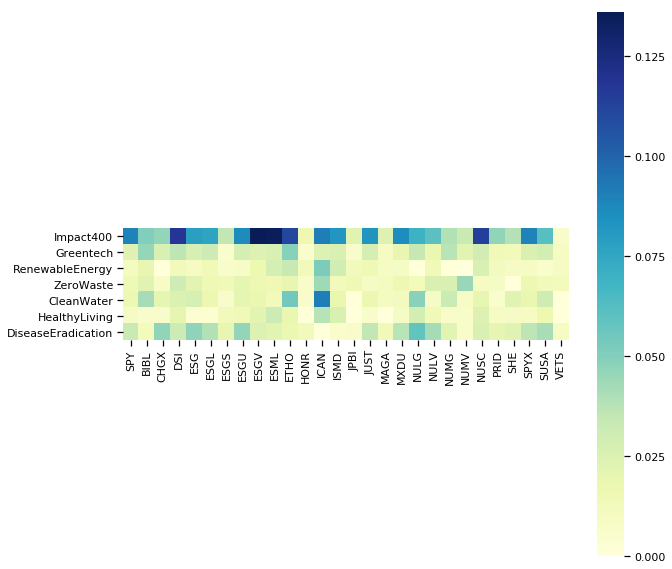 Impact400
Greentech
RenewableEnergy
ZeroWaste
CleanWater
HealthyLiving
DiseaseEradication
SPY
BIBL
CHGX
DSI
ESG
ESGL
ESGS
ESGU
ESGV
ESML
ETHO
HONR
ICAN
ISMD
JPBI
JUST
MAGA
MXDU
NULG
NULV
NUMG
NUMV
NUSC
PRID
SHE
SPYX
SUSA
VETS
0.125
0.100
0.075
0.050
0.025
0.000